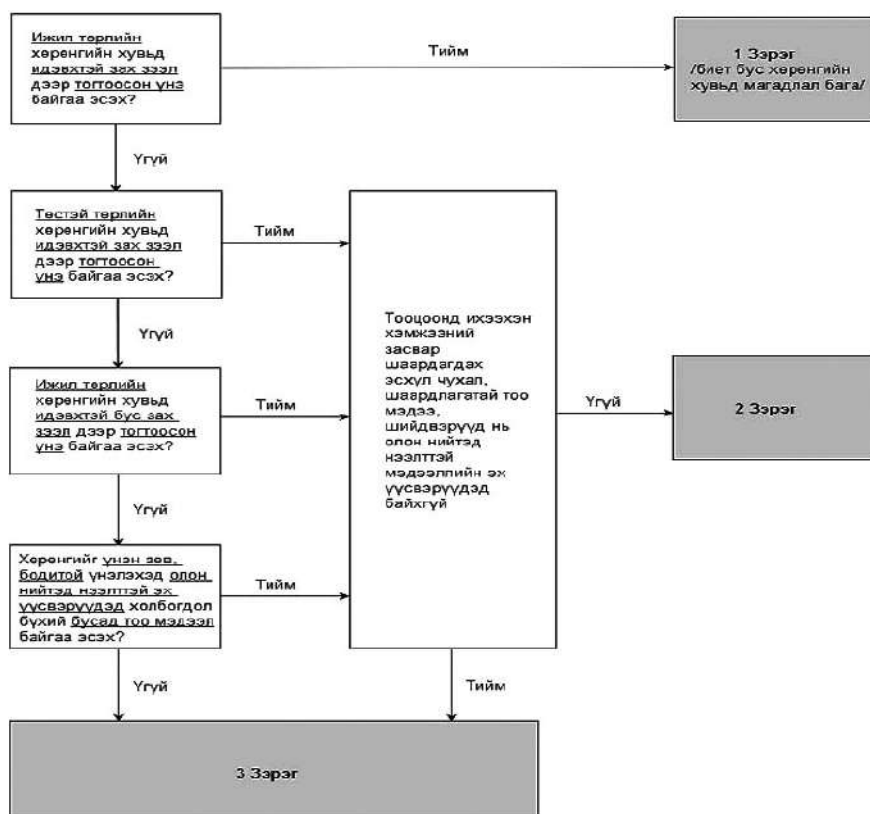 Ижил төрлийн
хөрөнгийн хувьд
идэвхтэй зах зээл
дээр тогтоосон үнэ
байгаа эсэх?
Тийм
1 Зэрэг
/биет бус хөрөнгийн
хувьд магадлал бага/
Үгүй
Төстэй төрлийн
хөрөнгийн хувьд
идэвхтэй зах зээл
дээр тогтоосон
үнэ байгаа эсэх?
Тийм
Үгүй
Ижил төрлийн
хөрөнгийн хувьд
идэвхтэй бус зах
зээл дээр тогтоосон
үнэ байгаа эсэх?
Тийм
Үгүй
Хөрөнгийг үнэн зөв,
бодитой үнэлэхэд олон
нийтэд нээлттэй эх
үүсвэрүүдэд холбогдол
бүхий бусад тоо мэдээл
байгаа эсэх?
Тийм
Үгүй
Тооцоонд ихээхэн
хэмжээний
засвар
шаардагдах
эсхүл чухал,
шаардлагатай тоо
мэдээ,
шийдвэрүүд нь
олон нийтэд
нээлттэй
мэдээллийн эх
үүсвэрүүдэд
байхгүй
Үгүй
2 Зэрэг
Тийм
3 Зэрэг